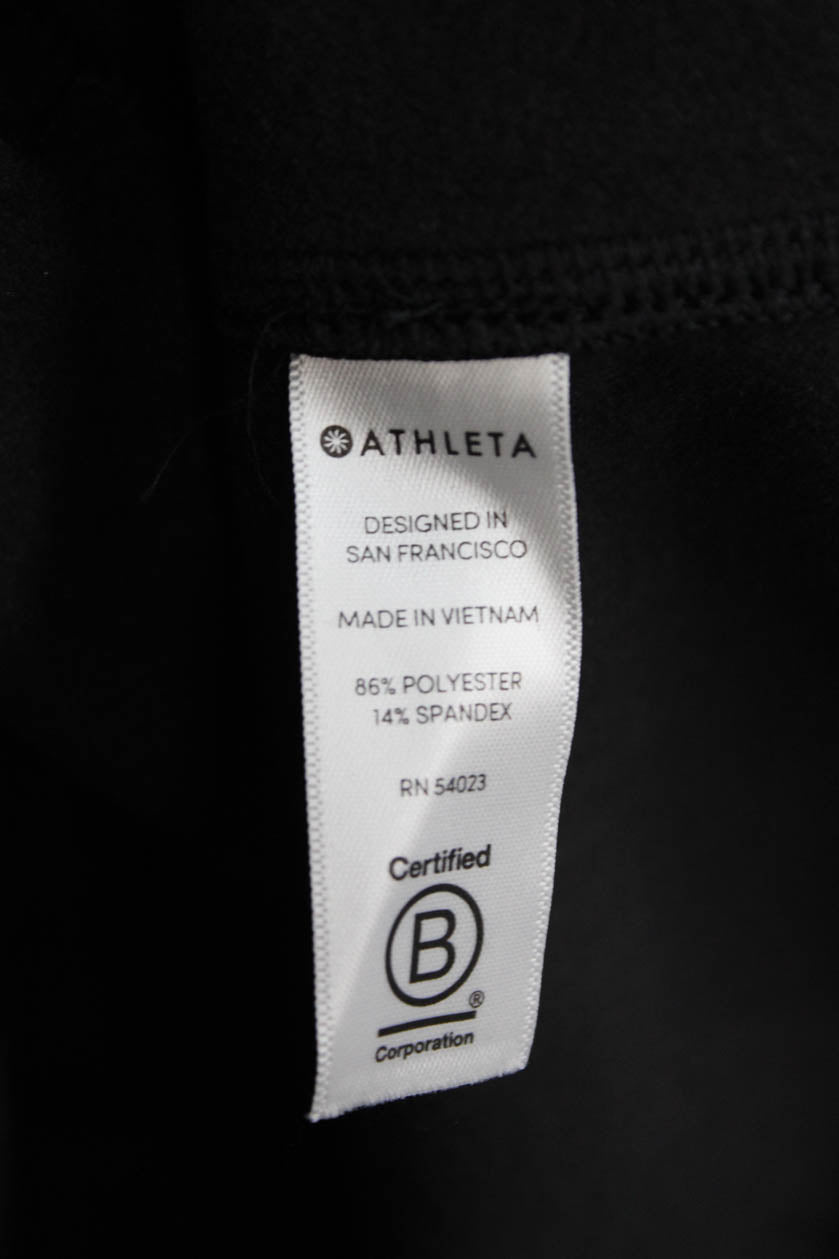 ATHLETA
DESIGNED IN
SAN FRANCISCO
MADE IN VIETNAM
86% POLYESTER
14% SPANDEX
RN 54023
Certified
B
®
Corporation